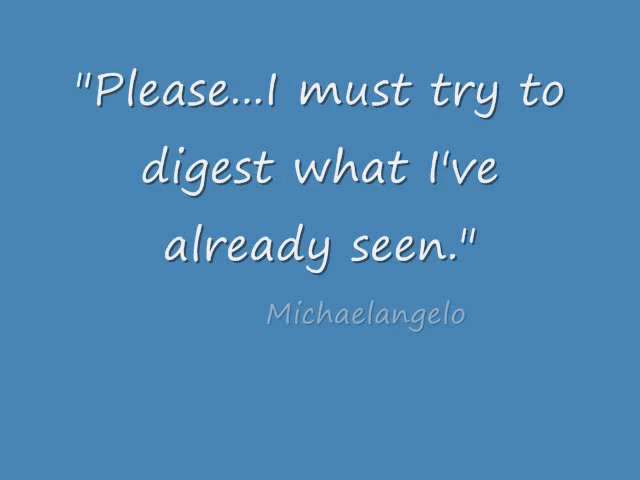 "Please...I must try to
digest what I've
already seen."
Michaelangelo